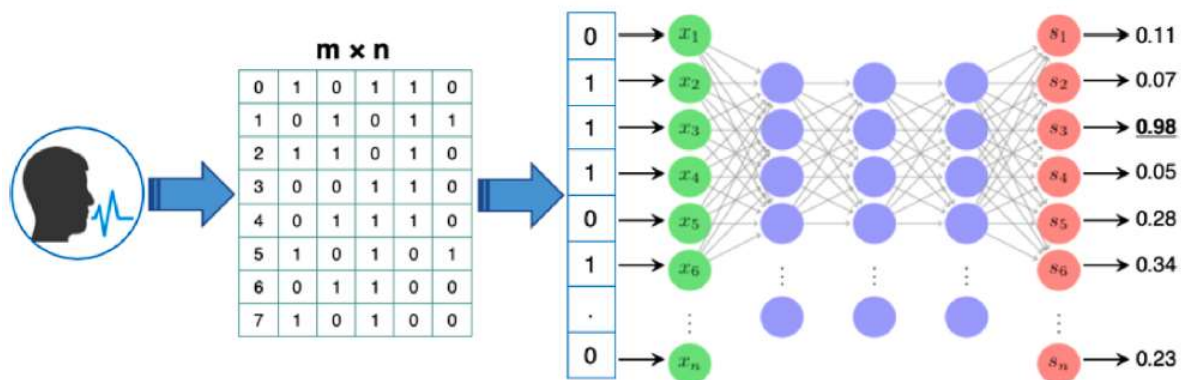 m × n
0 1 0 1 1 0
1 0 1 0 1 1
2 1 1 0 1 0
3 0 0 1 1 0
4 0 1 1 1 0
5 1 0 1 0 1
6 0 1 1 0 0
7 1 0 1 0 0
0 x₁ s₁ 0.11
1 x₂ s₂ 0.07
1 x₃ s₃ 0.98
1 x₄ s₄ 0.05
0 x₅ s₅ 0.28
1 x₆ s₆ 0.34
.
0 xₙ sₙ 0.23